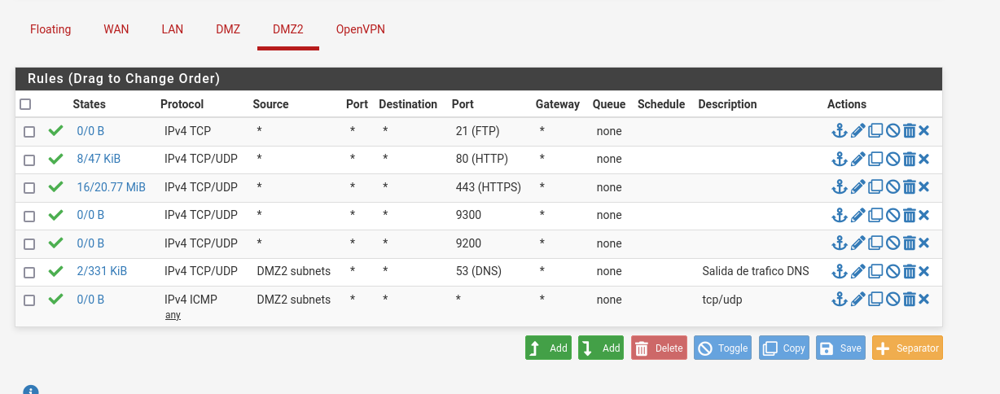 Floating WAN LAN DMZ DMZ2 OpenVPN
Rules (Drag to Change Order)
States Protocol Source Port Destination Port Gateway Queue Schedule Description Actions
0/0 B IPv4 TCP * * * 21 (FTP) * none
8/47 KiB IPv4 TCP/UDP * * * 80 (HTTP) * none
16/20.77 MiB IPv4 TCP/UDP * * * 443 (HTTPS) * none
0/0 B IPv4 TCP/UDP * * * 9300 * none
0/0 B IPv4 TCP/UDP * * * 9200 * none
2/331 KiB IPv4 TCP/UDP DMZ2 subnets * * 53 (DNS) * none Salida de trafico DNS
0/0 B IPv4 ICMP DMZ2 subnets * * * * none tcp/udp
any
Add Add Delete Toggle Copy Save Separator